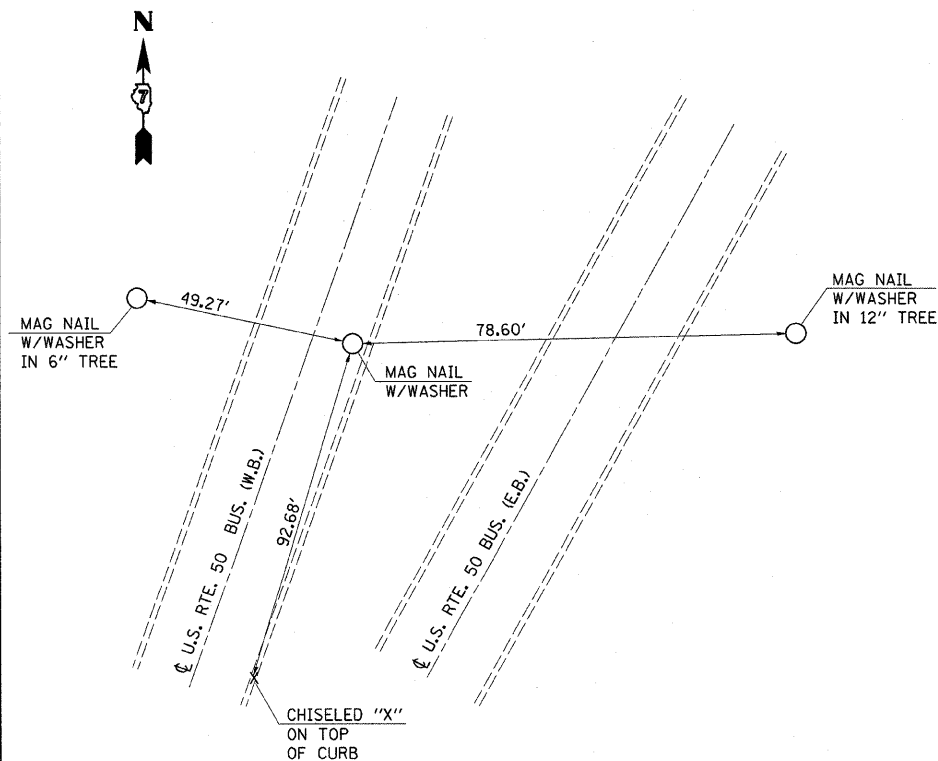 N
7
49.27'
MAG NAIL
W/WASHER
IN 6" TREE
78.60'
MAG NAIL
W/WASHER
IN 12" TREE
MAG NAIL
W/WASHER
92.68'
℄ U.S. RTE. 50 BUS. (W.B.)
℄ U.S. RTE. 50 BUS. (E.B.)
X
CHISELED "X"
ON TOP
OF CURB